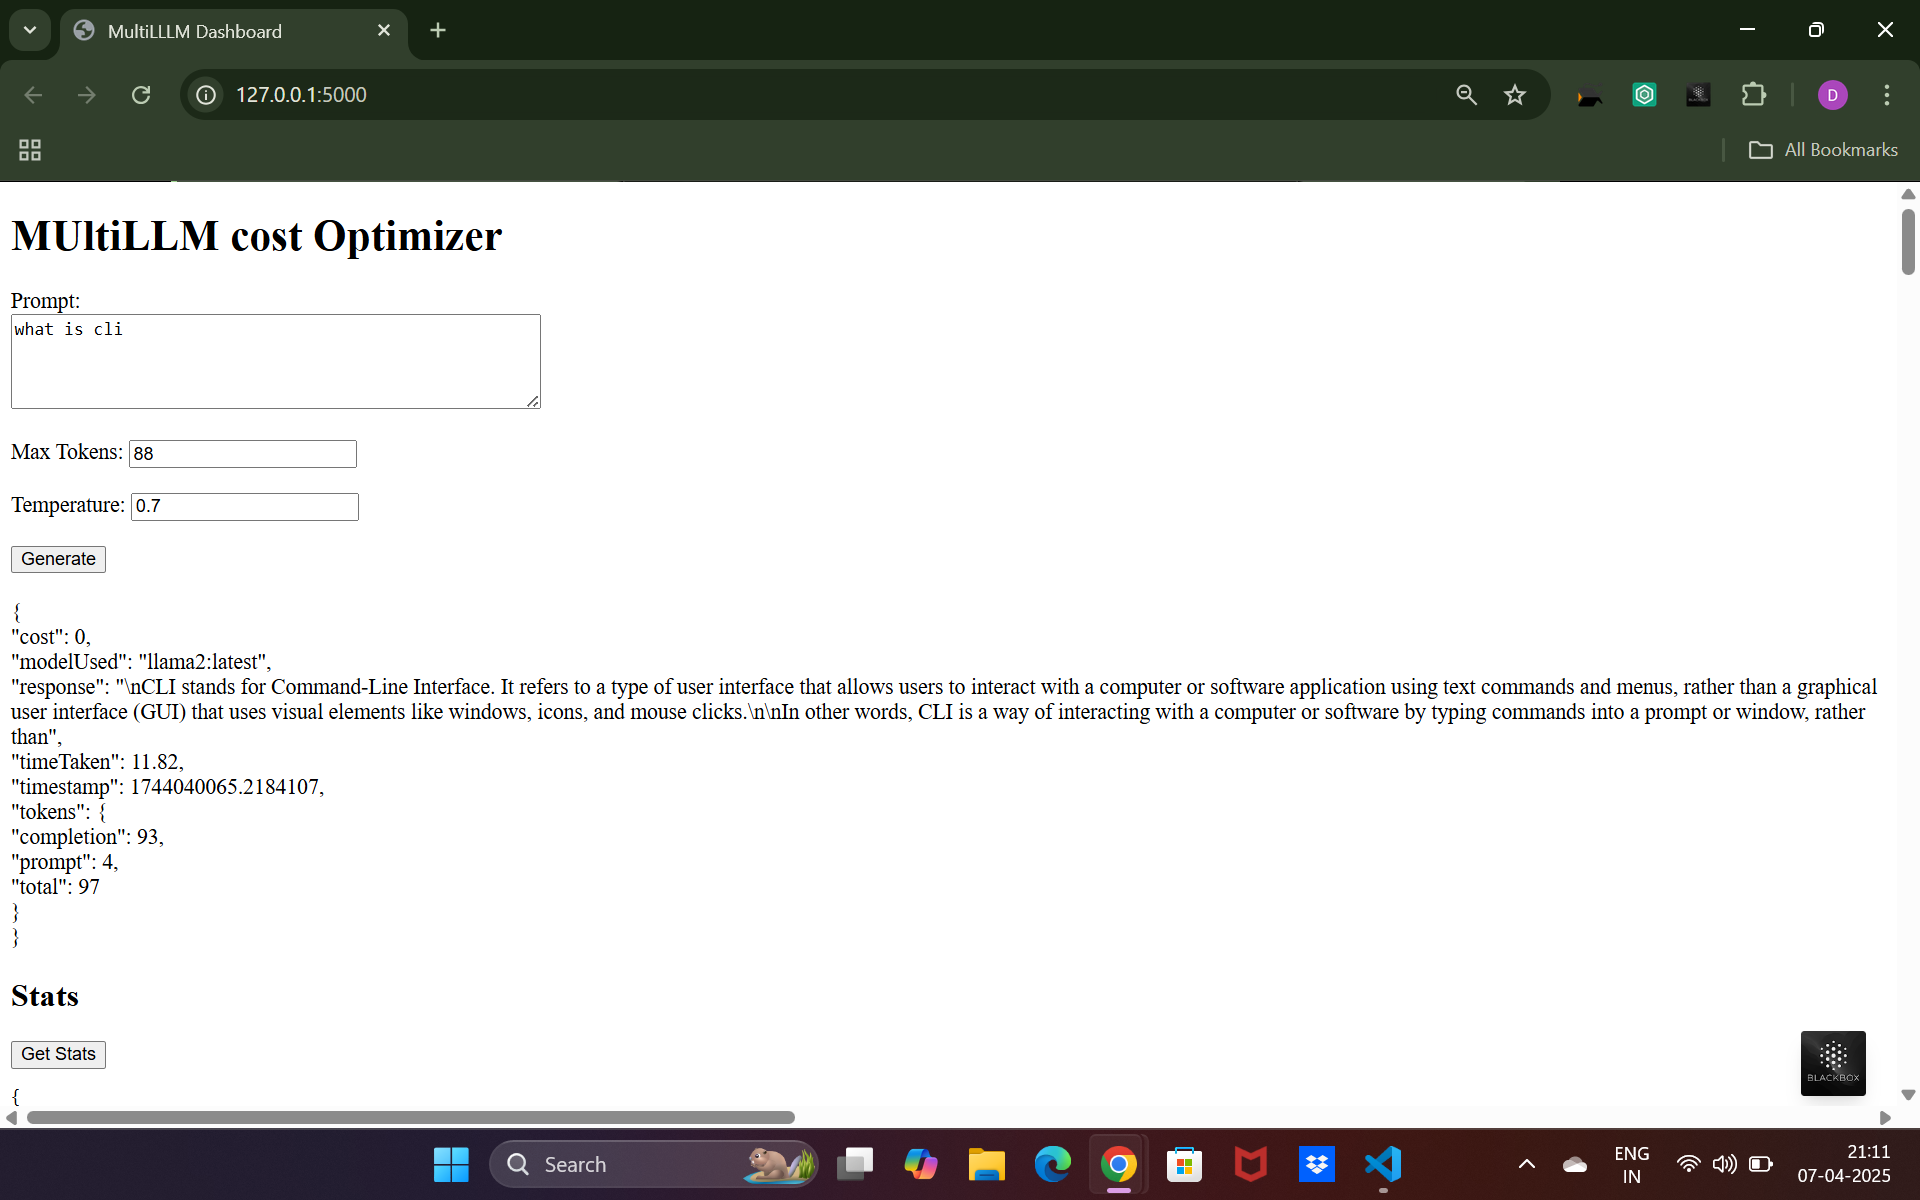 MultiLLLM Dashboard
127.0.0.1:5000
D
All Bookmarks
MUltiLLM cost Optimizer
Prompt:
what is cli
Max Tokens: 88
Temperature: 0.7
Generate
{
"cost": 0,
"modelUsed": "llama2:latest",
"response": "\nCLI stands for Command-Line Interface. It refers to a type of user interface that allows users to interact with a computer or software application using text commands and menus, rather than a graphical
user interface (GUI) that uses visual elements like windows, icons, and mouse clicks.\n\nIn other words, CLI is a way of interacting with a computer or software by typing commands into a prompt or window, rather
than",
"timeTaken": 11.82,
"timestamp": 1744040065.2184107,
"tokens": {
"completion": 93,
"prompt": 4,
"total": 97
}
}
Stats
Get Stats
{
BLACKBOX
Search
ENG
IN
21:11
07-04-2025